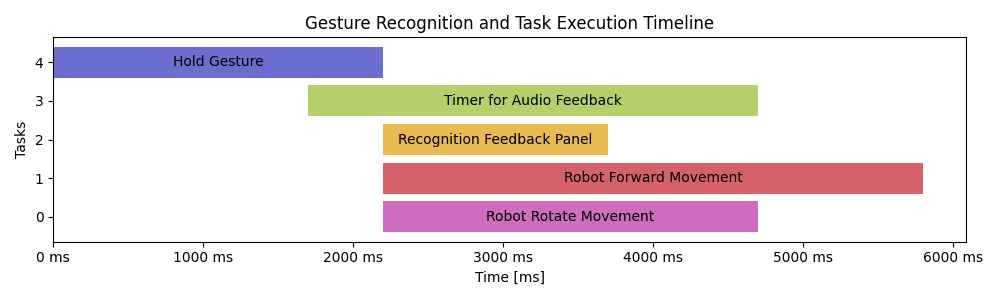 Gesture Recognition and Task Execution Timeline
Tasks
4
Hold Gesture
3
Timer for Audio Feedback
2
Recognition Feedback Panel
1
Robot Forward Movement
0
Robot Rotate Movement
0 ms
1000 ms
2000 ms
3000 ms
4000 ms
5000 ms
6000 ms
Time [ms]